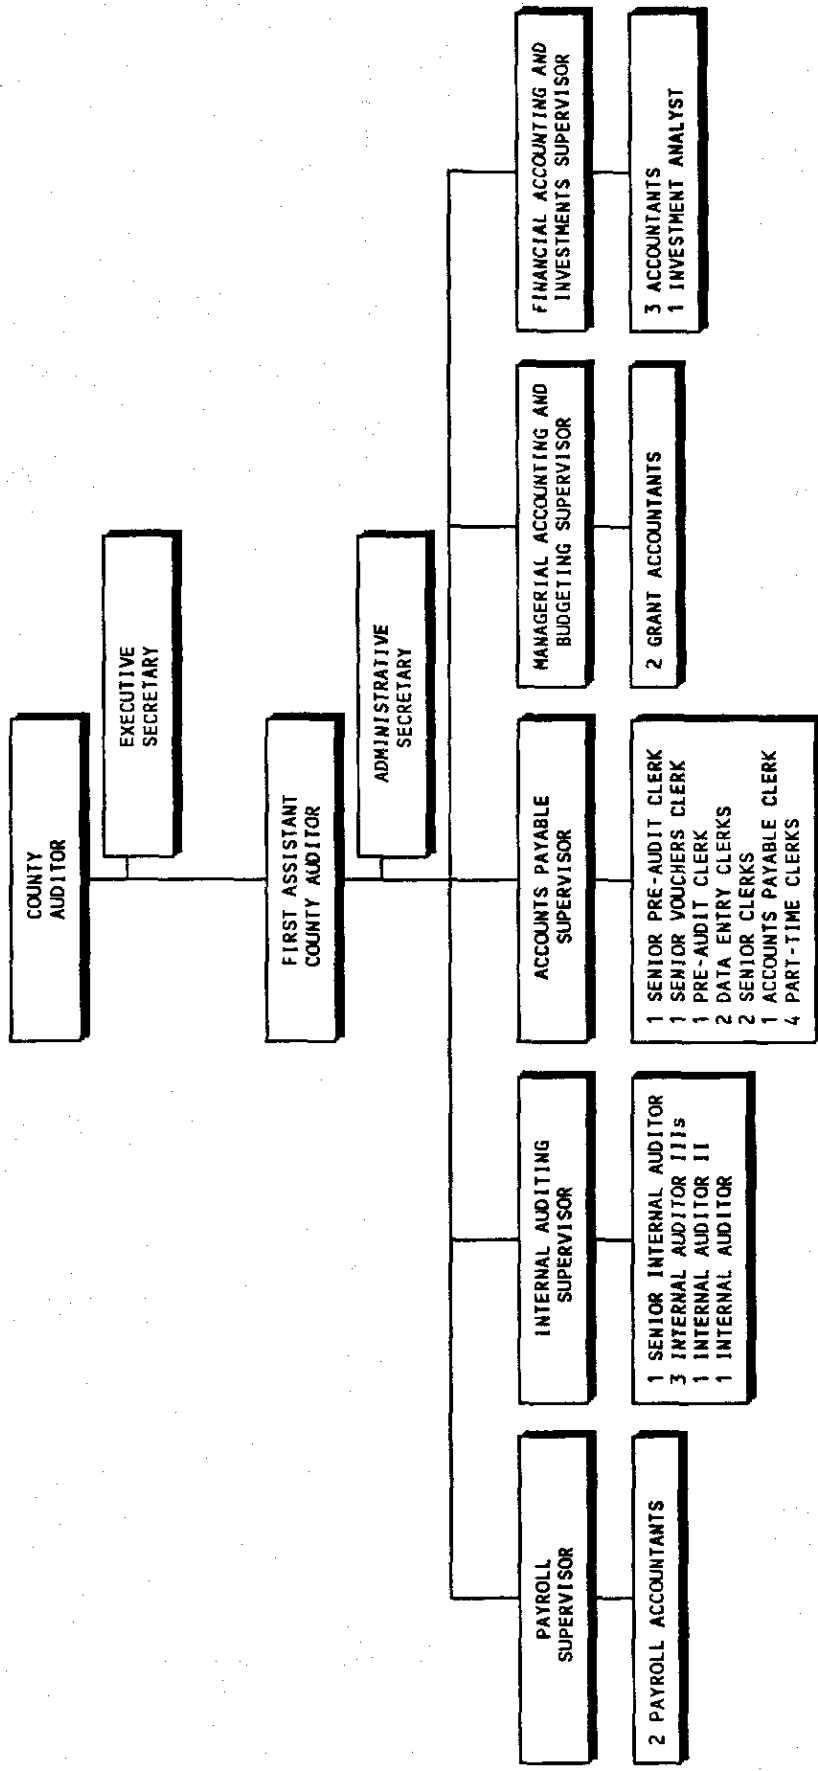 COUNTY
AUDITOR
EXECUTIVE
SECRETARY
FIRST ASSISTANT
COUNTY AUDITOR
ADMINISTRATIVE
SECRETARY
PAYROLL
SUPERVISOR
2 PAYROLL ACCOUNTANTS
INTERNAL AUDITING
SUPERVISOR
1 SENIOR INTERNAL AUDITOR
3 INTERNAL AUDITOR IIIs
1 INTERNAL AUDITOR II
1 INTERNAL AUDITOR
ACCOUNTS PAYABLE
SUPERVISOR
1 SENIOR PRE-AUDIT CLERK
1 SENIOR VOUCHERS CLERK
1 PRE-AUDIT CLERK
2 DATA ENTRY CLERKS
2 SENIOR CLERKS
1 ACCOUNTS PAYABLE CLERK
4 PART-TIME CLERKS
MANAGERIAL ACCOUNTING AND
BUDGETING SUPERVISOR
2 GRANT ACCOUNTANTS
FINANCIAL ACCOUNTING AND
INVESTMENTS SUPERVISOR
3 ACCOUNTANTS
1 INVESTMENT ANALYST